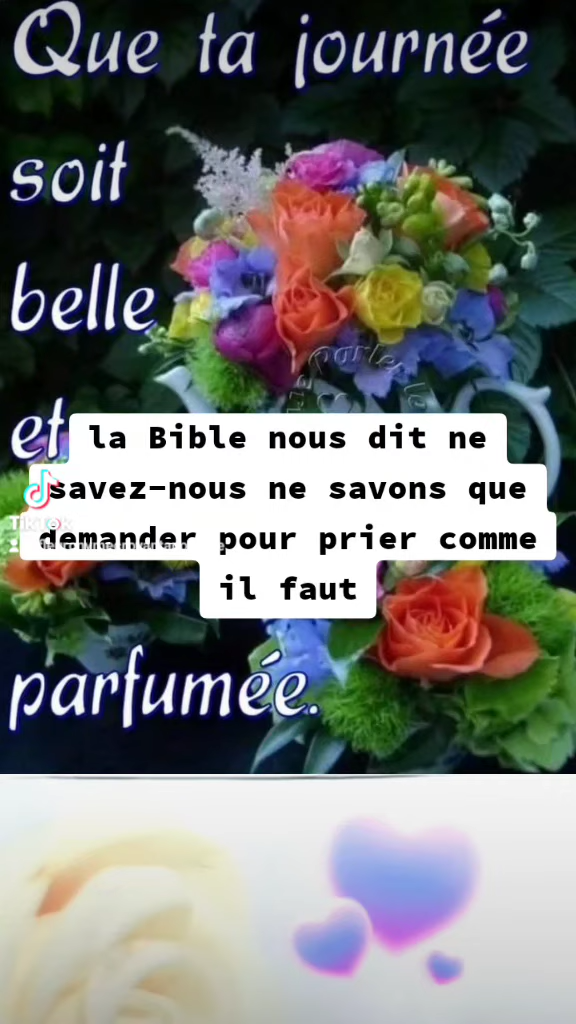 Que ta journée
soit
belle
et
la Bible nous dit ne
savez-nous ne savons que
demander pour prier comme
il faut
TikTok
parfumée.